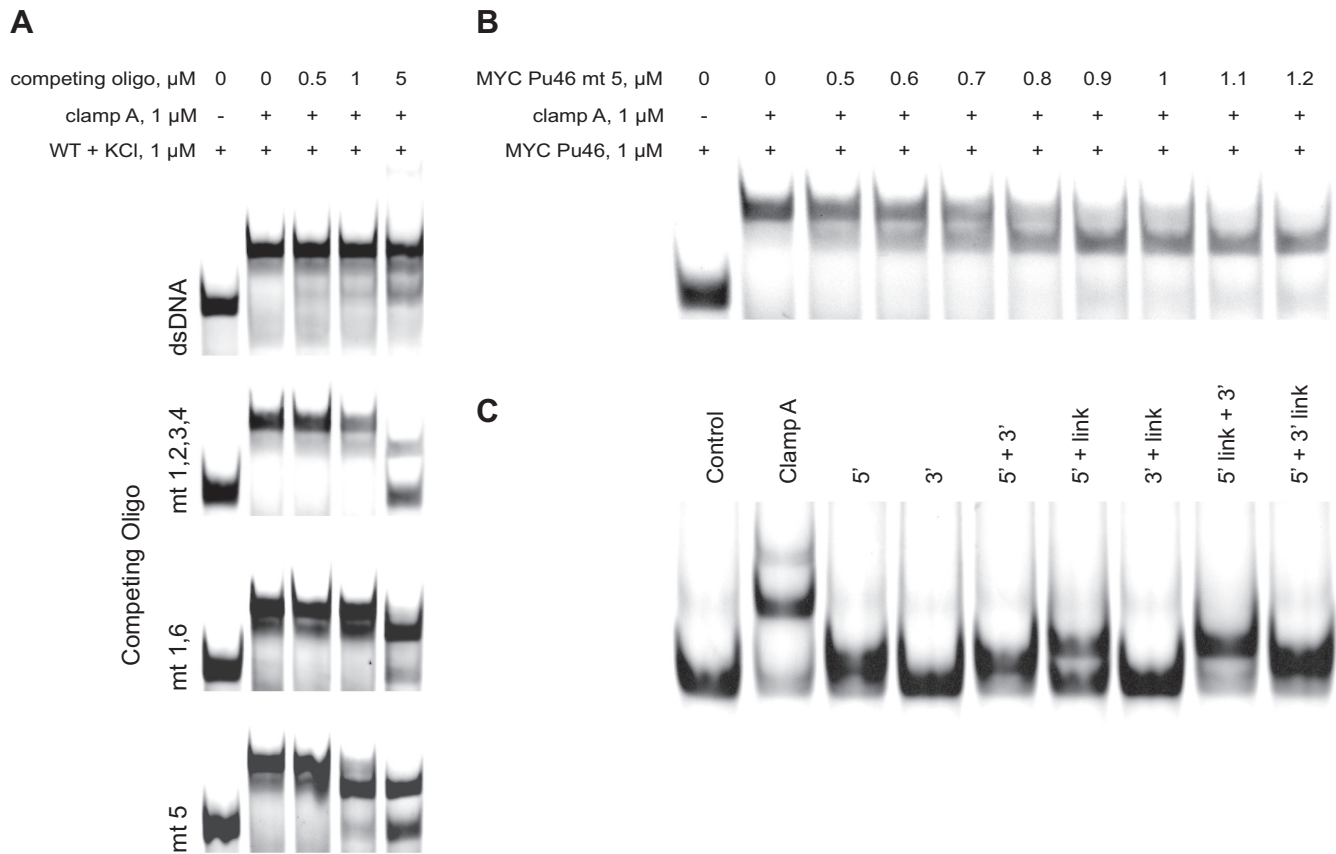 A
competing oligo, µM 0 0 0.5 1 5
clamp A, 1 µM - + + + +
WT + KCl, 1 µM + + + + +
Competing Oligo
dsDNA
mt 1,2,3,4
mt 1,6
mt 5
B
MYC Pu46 mt 5, µM 0 0 0.5 0.6 0.7 0.8 0.9 1 1.1 1.2
clamp A, 1 µM - + + + + + + + + +
MYC Pu46, 1 µM + + + + + + + + + +
C
Control
Clamp A
5’
3’
5’ + 3’
5’ + link
3’ + link
5’ link + 3’
5’ + 3’ link